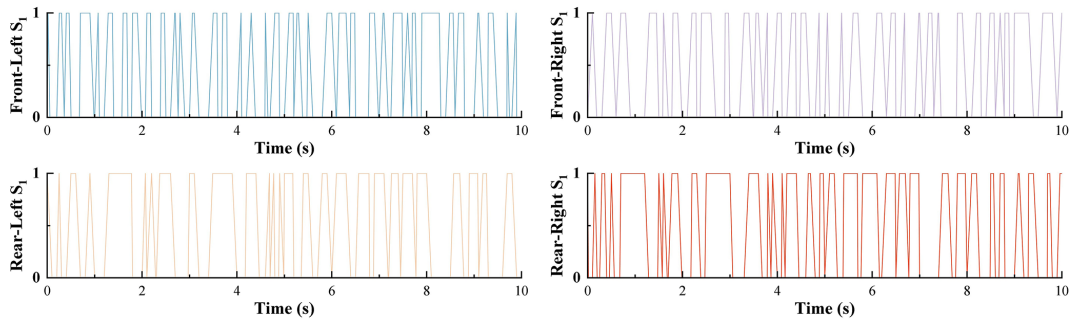 Front-Left S1
1
0
0 2 4 6 8 10
Time (s)
Front-Right S1
1
0
0 2 4 6 8 10
Time (s)
Rear-Left S1
1
0
0 2 4 6 8 10
Time (s)
Rear-Right S1
1
0
0 2 4 6 8 10
Time (s)